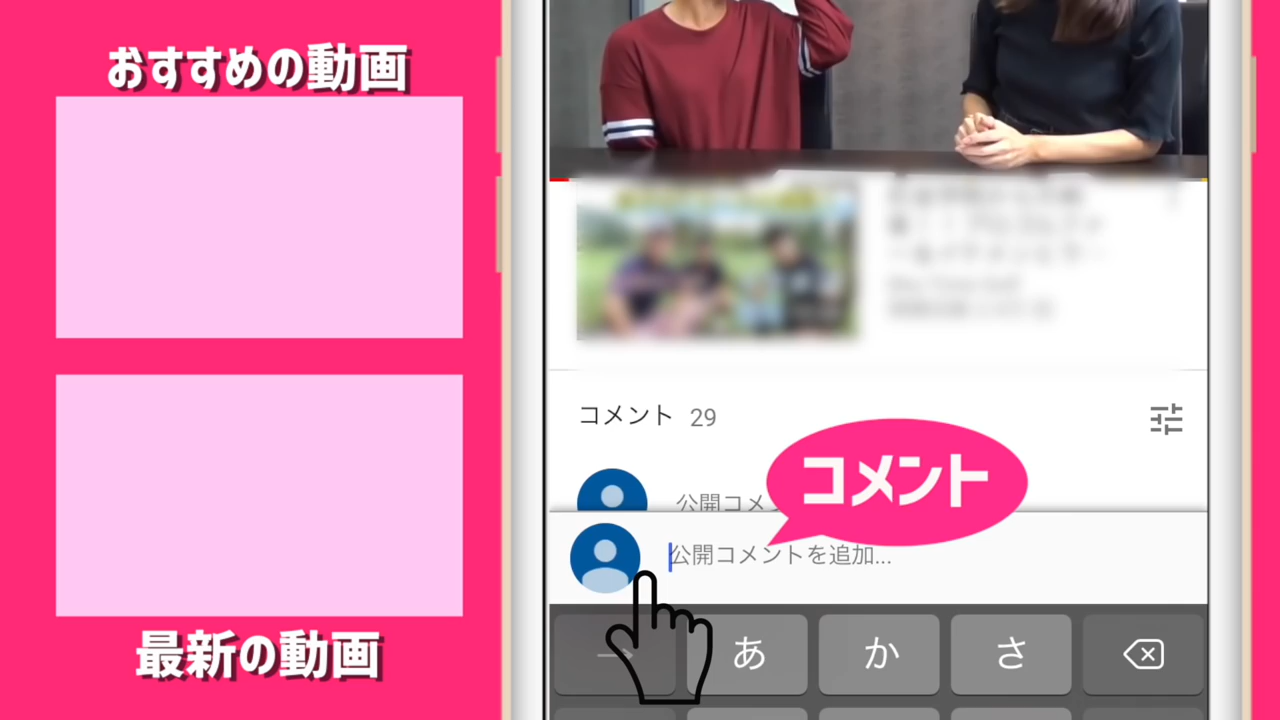 おすすめの動画
最新の動画
コメント 29
コメント
公開コメ
公開コメントを追加...
→ あ か さ